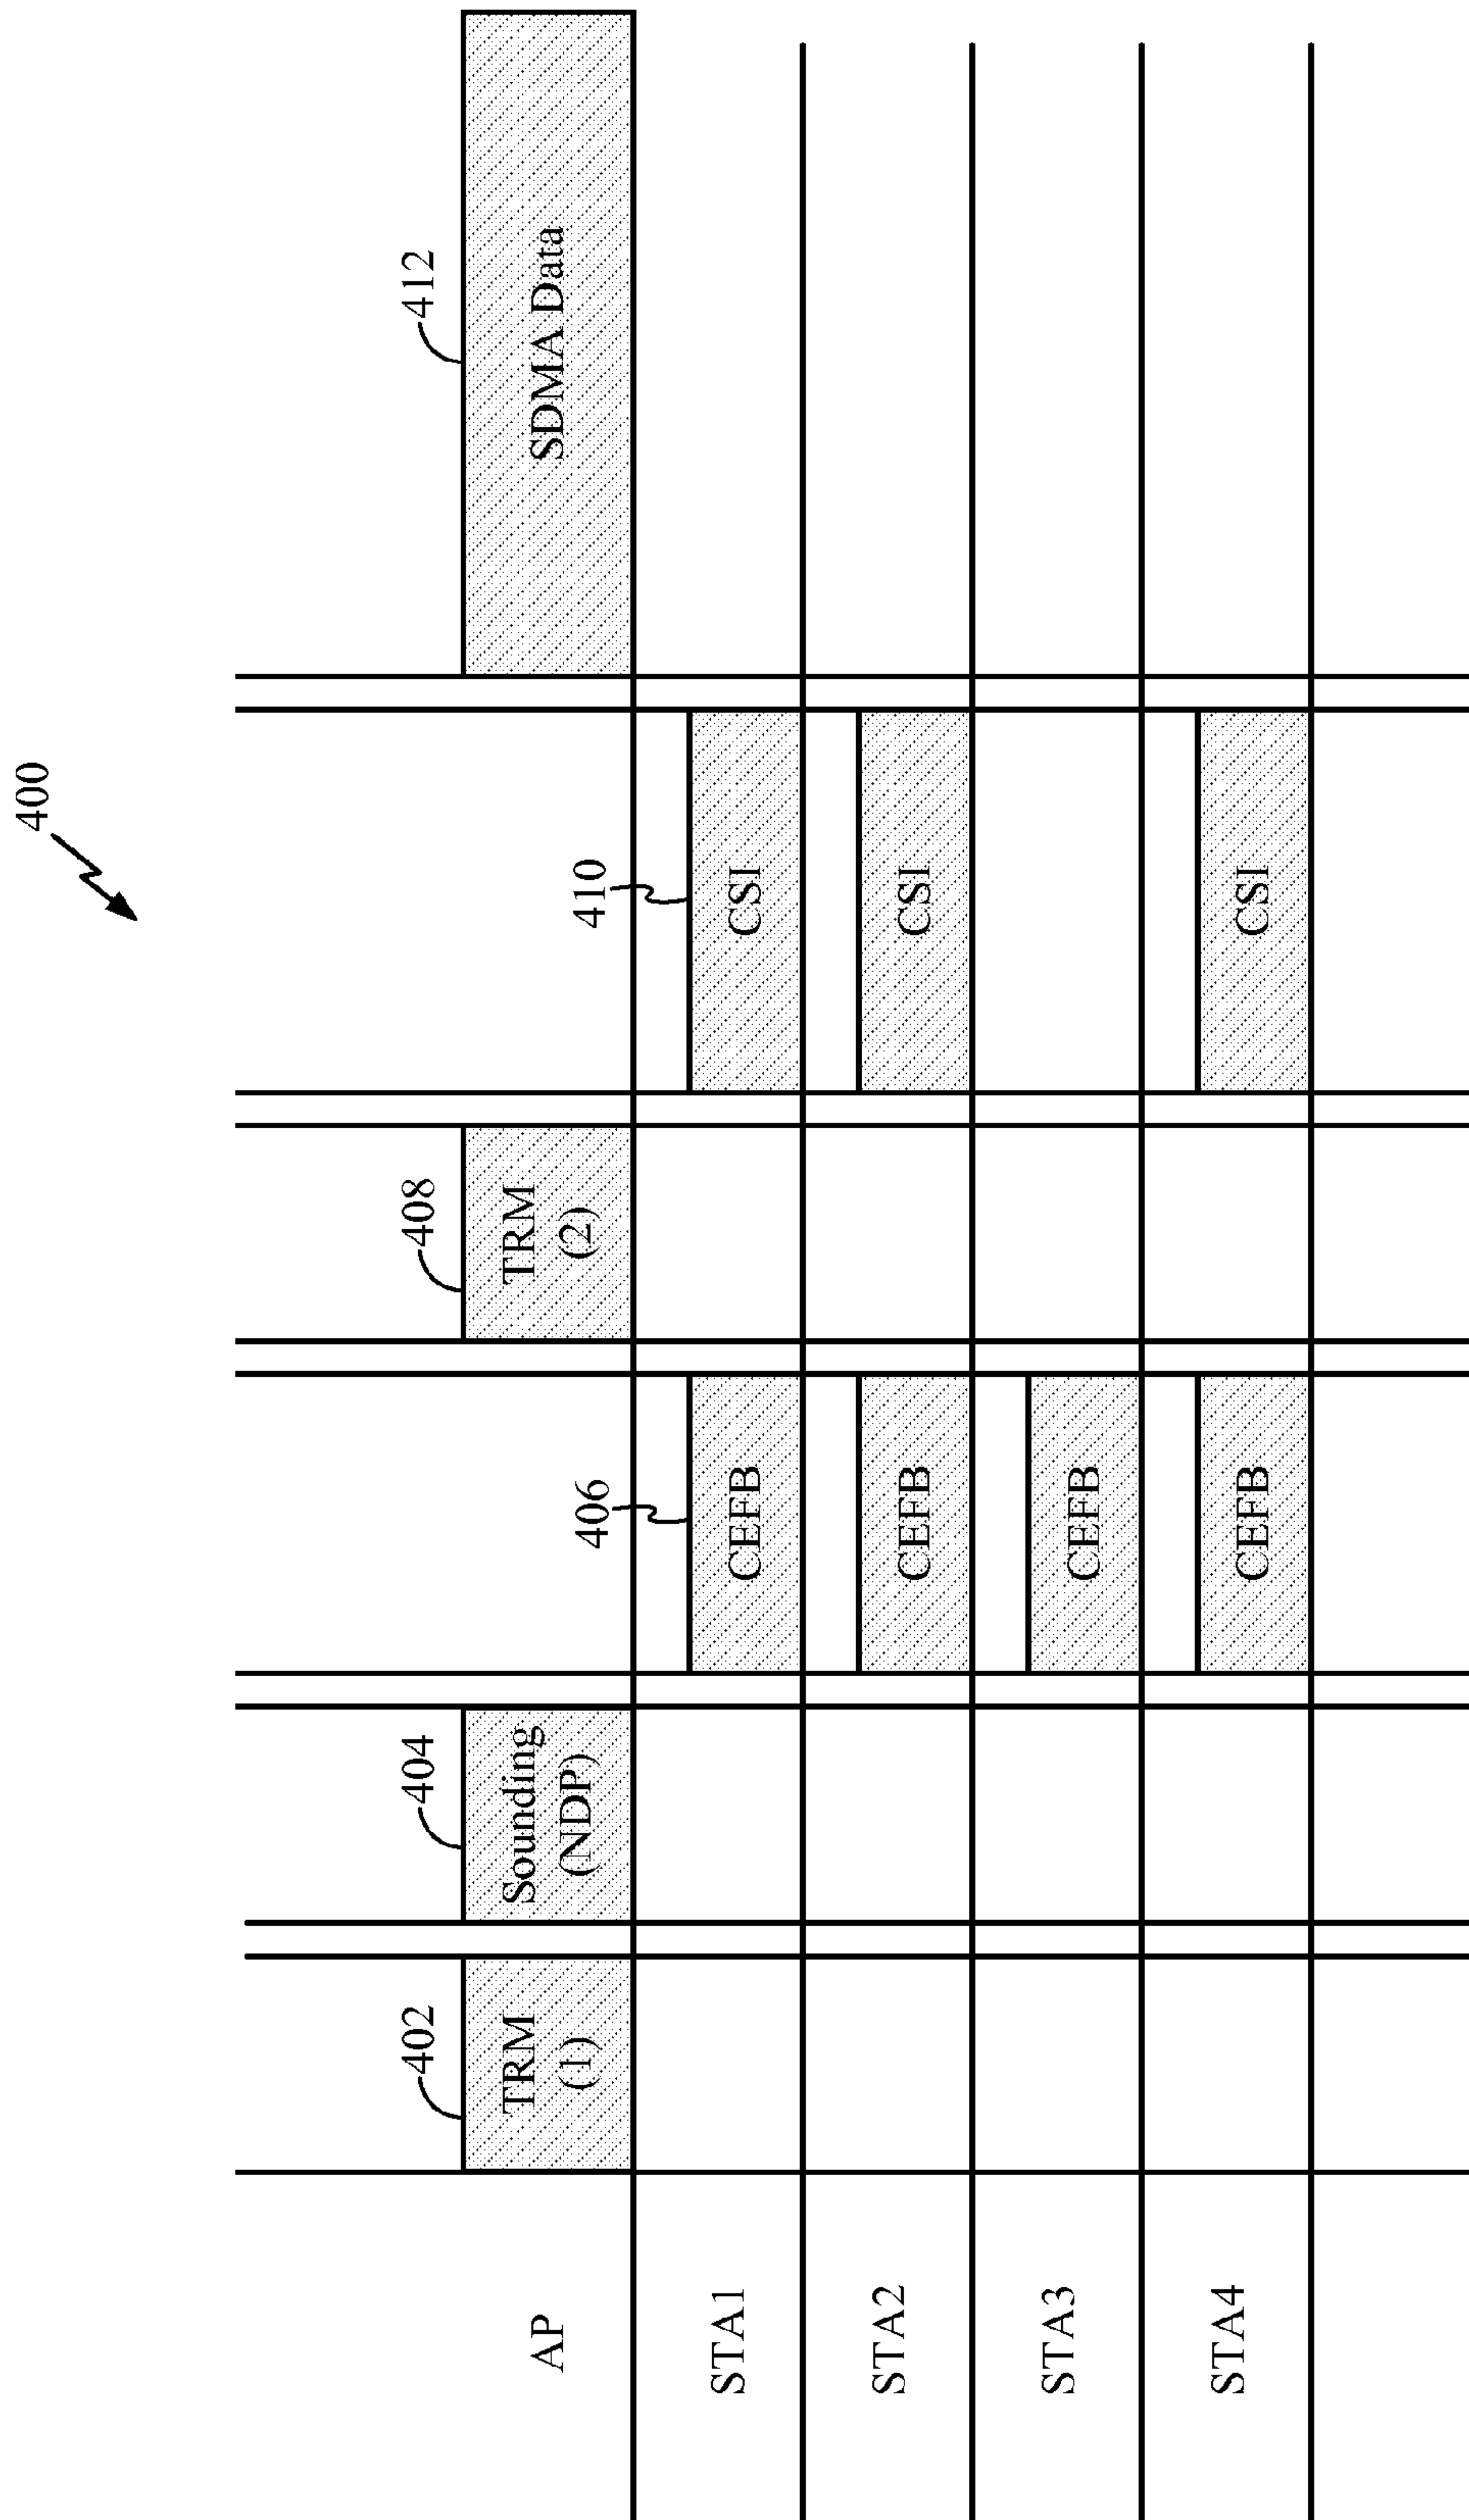 400
402
404
408
412
TRM
(1)
Sounding
(NDP)
TRM
(2)
SDMA Data
AP
406
410
STA1
CEFB
CSI
STA2
CEFB
CSI
STA3
CEFB
STA4
CEFB
CSI